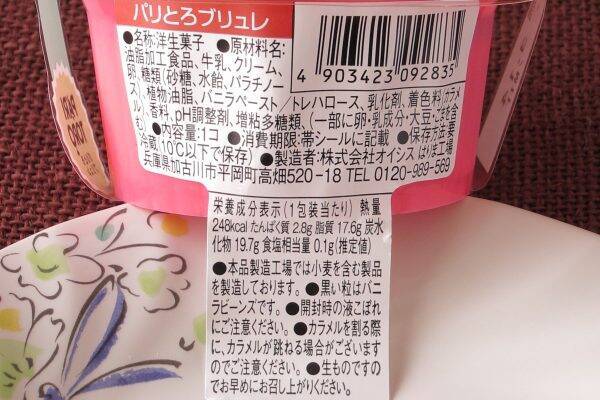 パリとろブリュレ
●名称:洋生菓子 ●原材料名:
油脂加工食品、牛乳、クリーム、
卵、糖類(砂糖、水飴、パラチノー
ス)、植物油脂、バニラペースト/トレハロース、乳化剤、着色料(カラメ
ル)、香料、pH調整剤、増粘多糖類、(一部に卵・乳成分・大豆・ごまを含
む) ●内容量:1コ ●消費期限:帯シールに記載 ●保存方法:要
冷蔵(10℃以下で保存) ●製造者:株式会社オイシス はりま工場
兵庫県加古川市平岡町高畑520-18 TEL 0120-989-569
4 903423 092835
栄養成分表示(1包装当たり) 熱量
248kcal たんぱく質 2.8g 脂質 17.6g 炭水
化物 19.7g 食塩相当量 0.1g(推定値)
●本品製造工場では小麦を含む製品
を製造しております。●黒い粒はバニ
ラビーンズです。●開封時の液こぼれ
にご注意ください。●カラメルを割る際
に、カラメルが跳ねる場合がございます
のでご注意ください。●生ものですの
でお早めにお召し上がりください。